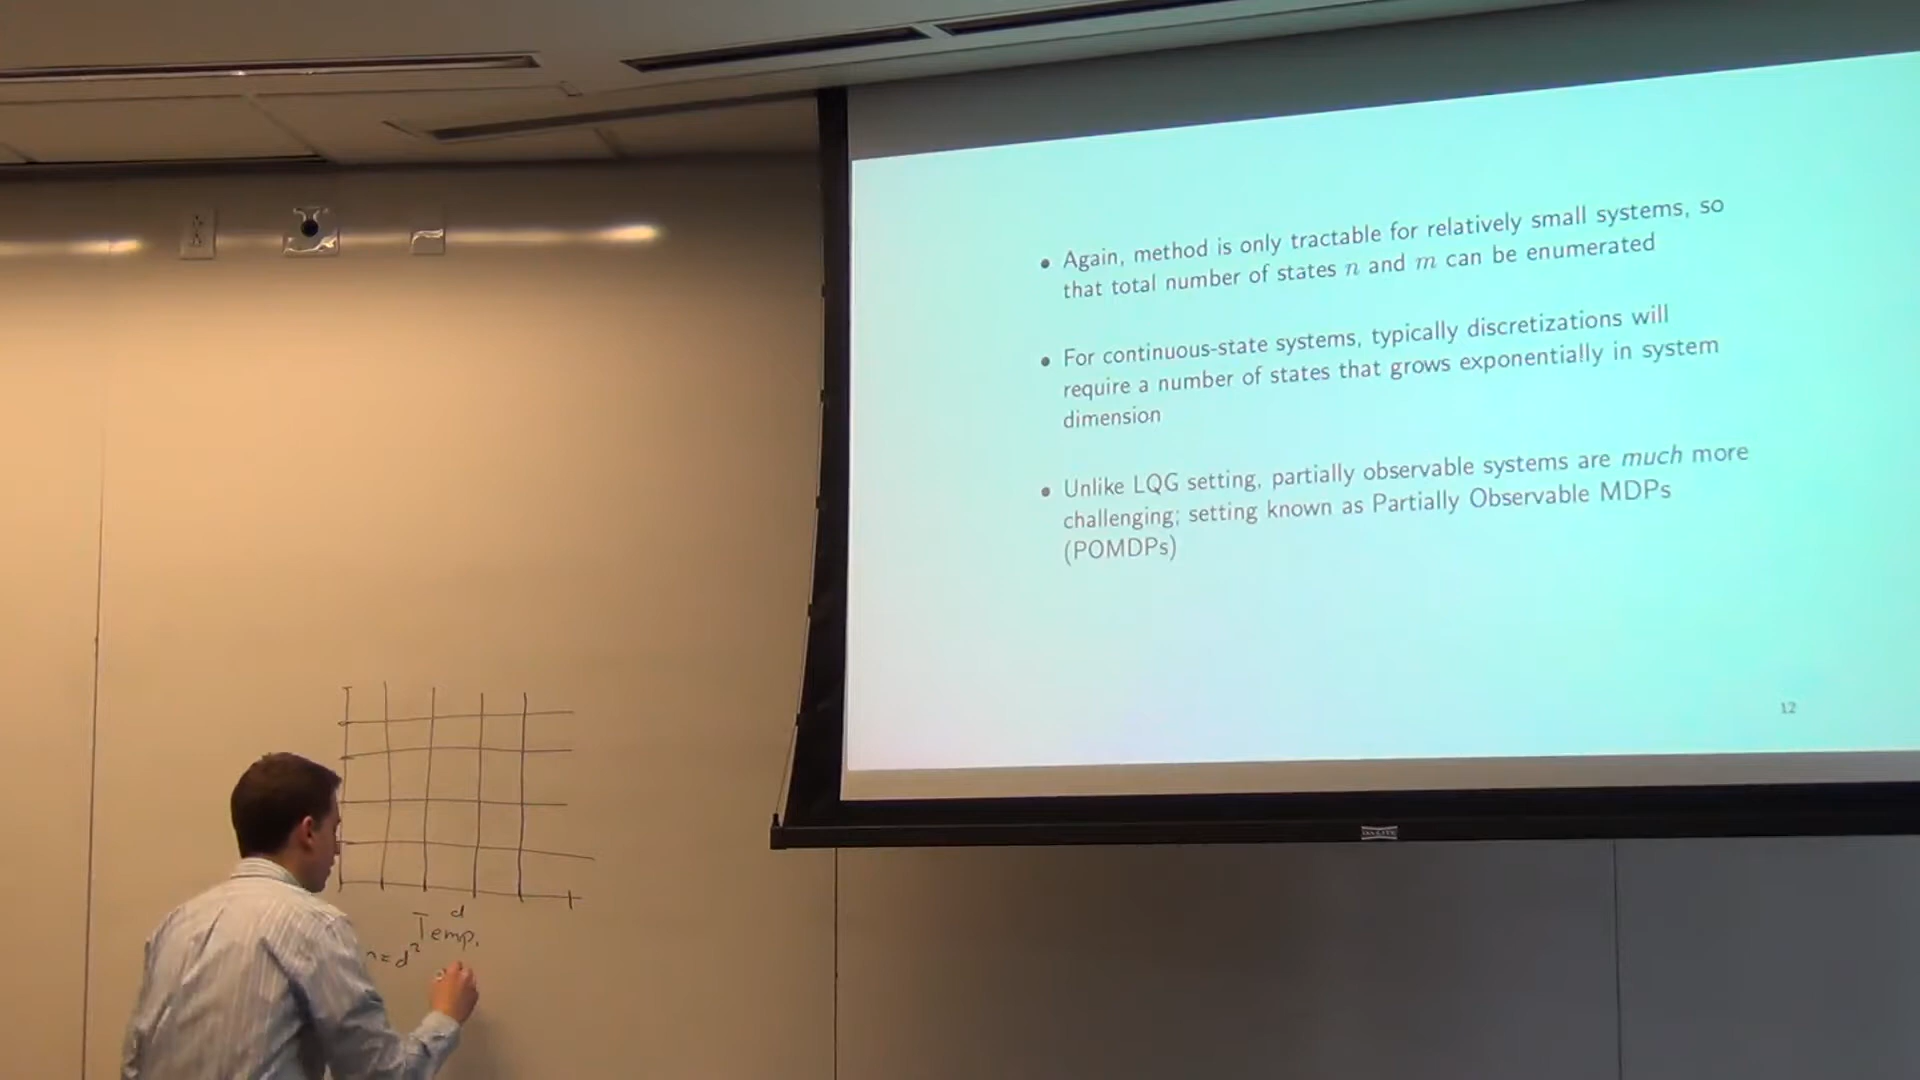 • Again, method is only tractable for relatively small systems, so
that total number of states n and m can be enumerated
• For continuous-state systems, typically discretizations will
require a number of states that grows exponentially in system
dimension
• Unlike LQG setting, partially observable systems are much more
challenging; setting known as Partially Observable MDPs
(POMDPs)
12
d
Temp.
n=d²
DA-LITE